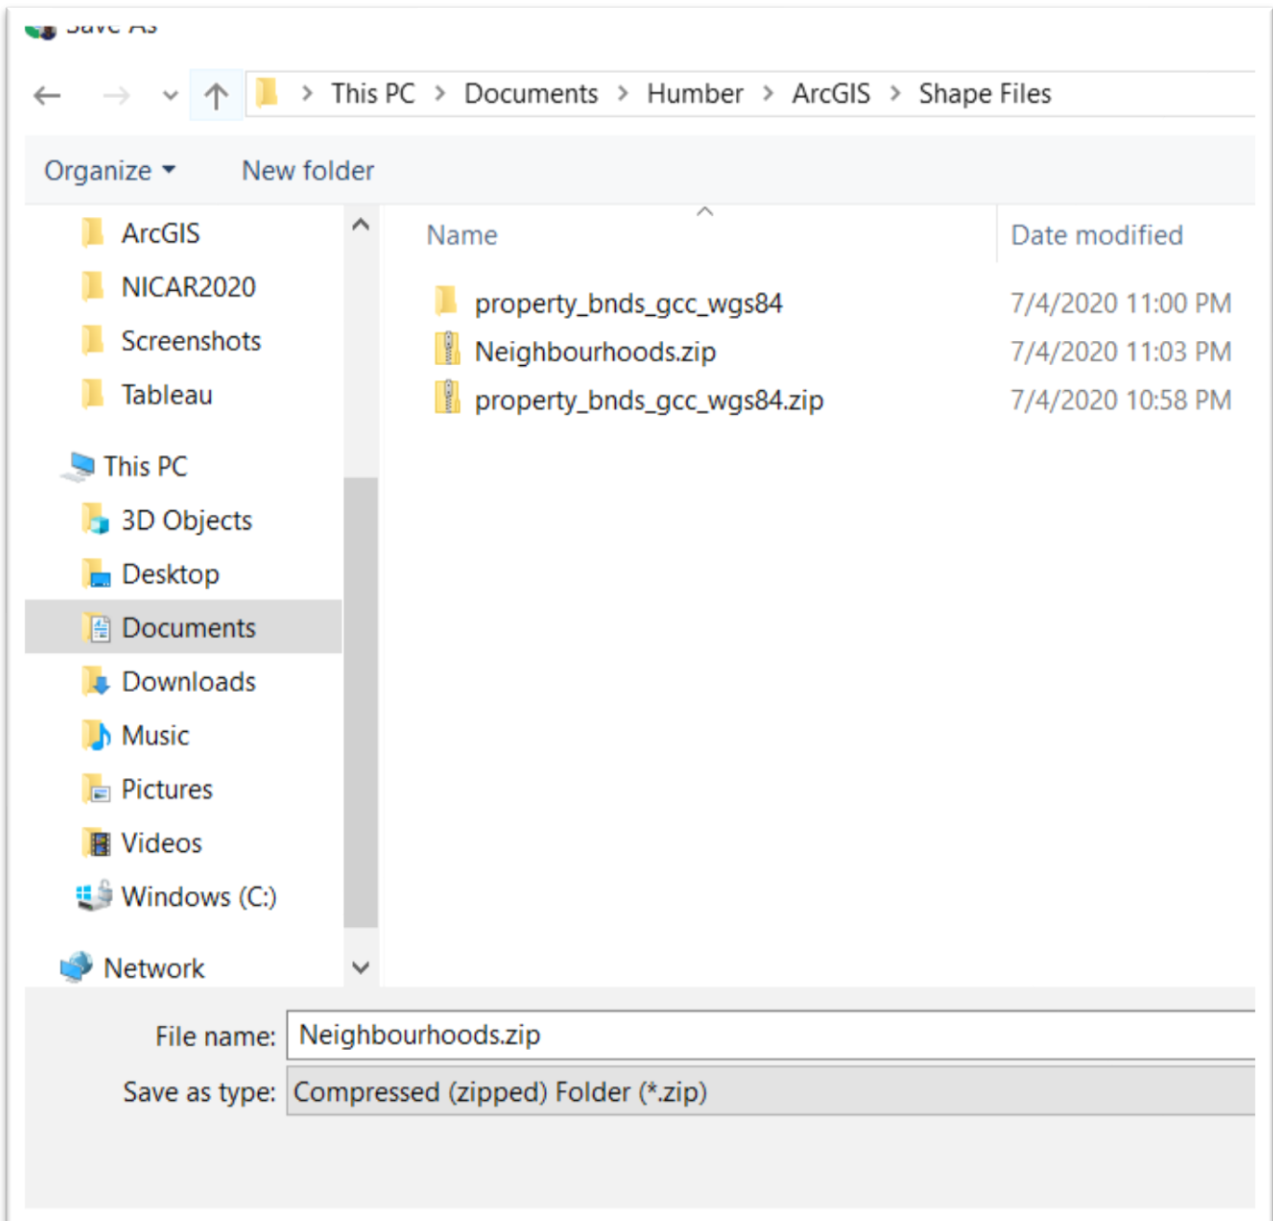 Save As
This PC > Documents > Humber > ArcGIS > Shape Files
Organize New folder
ArcGIS
NICAR2020
Screenshots
Tableau
This PC
3D Objects
Desktop
Documents
Downloads
Music
Pictures
Videos
Windows (C:)
Network
Name Date modified
property_bnds_gcc_wgs84 7/4/2020 11:00 PM
Neighbourhoods.zip 7/4/2020 11:03 PM
property_bnds_gcc_wgs84.zip 7/4/2020 10:58 PM
File name: Neighbourhoods.zip
Save as type: Compressed (zipped) Folder (*.zip)